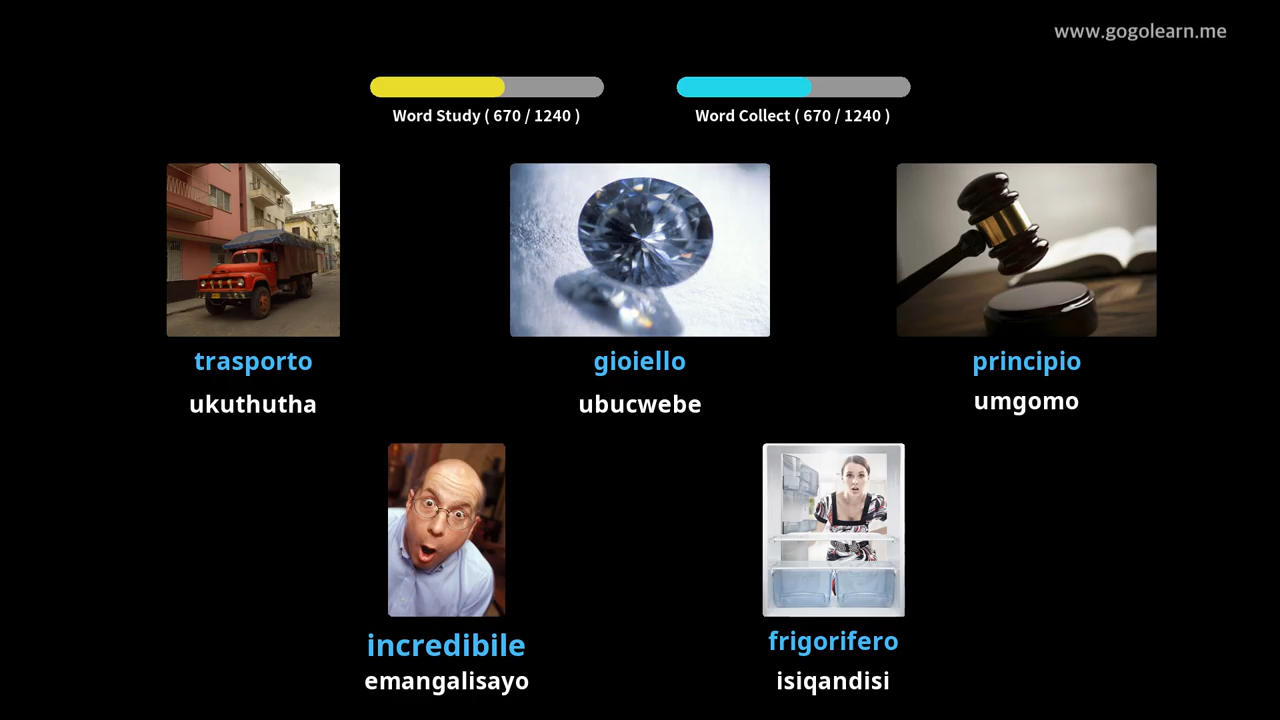 www.gogolearn.me
Word Study ( 670 / 1240 )
Word Collect ( 670 / 1240 )
trasporto
ukuthutha
gioiello
ubucwebe
principio
umgomo
incredibile
emangalisayo
frigorifero
isiqandisi